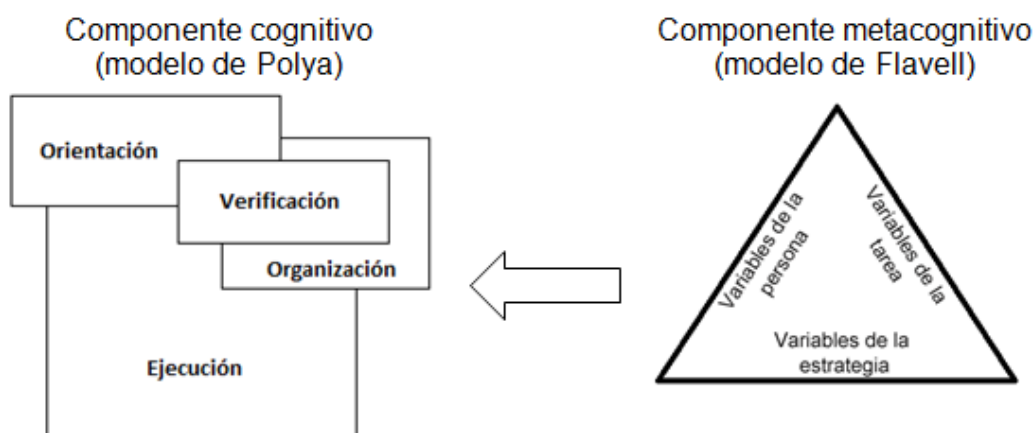 Componente cognitivo
(modelo de Polya)
Orientación
Verificación
Organización
Ejecución
Componente metacognitivo
(modelo de Flavell)
Variables de la
persona
Variables de la
tarea
Variables de la
estrategia